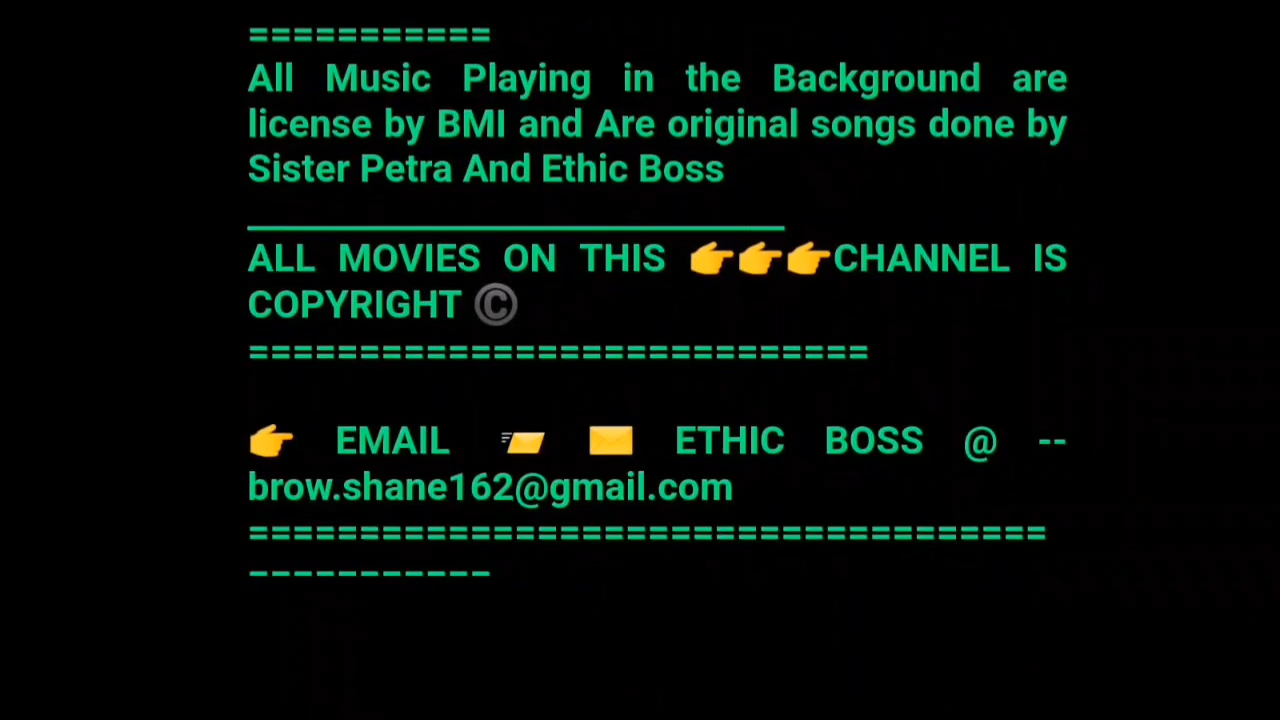 ===========
All Music Playing in the Background are
license by BMI and Are original songs done by
Sister Petra And Ethic Boss
________________________
ALL MOVIES ON THIS 👉👉👉CHANNEL IS
COPYRIGHT ©️
============================

👉 EMAIL 📨 ✉️ ETHIC BOSS @ --
brow.shane162@gmail.com
====================================
-----------